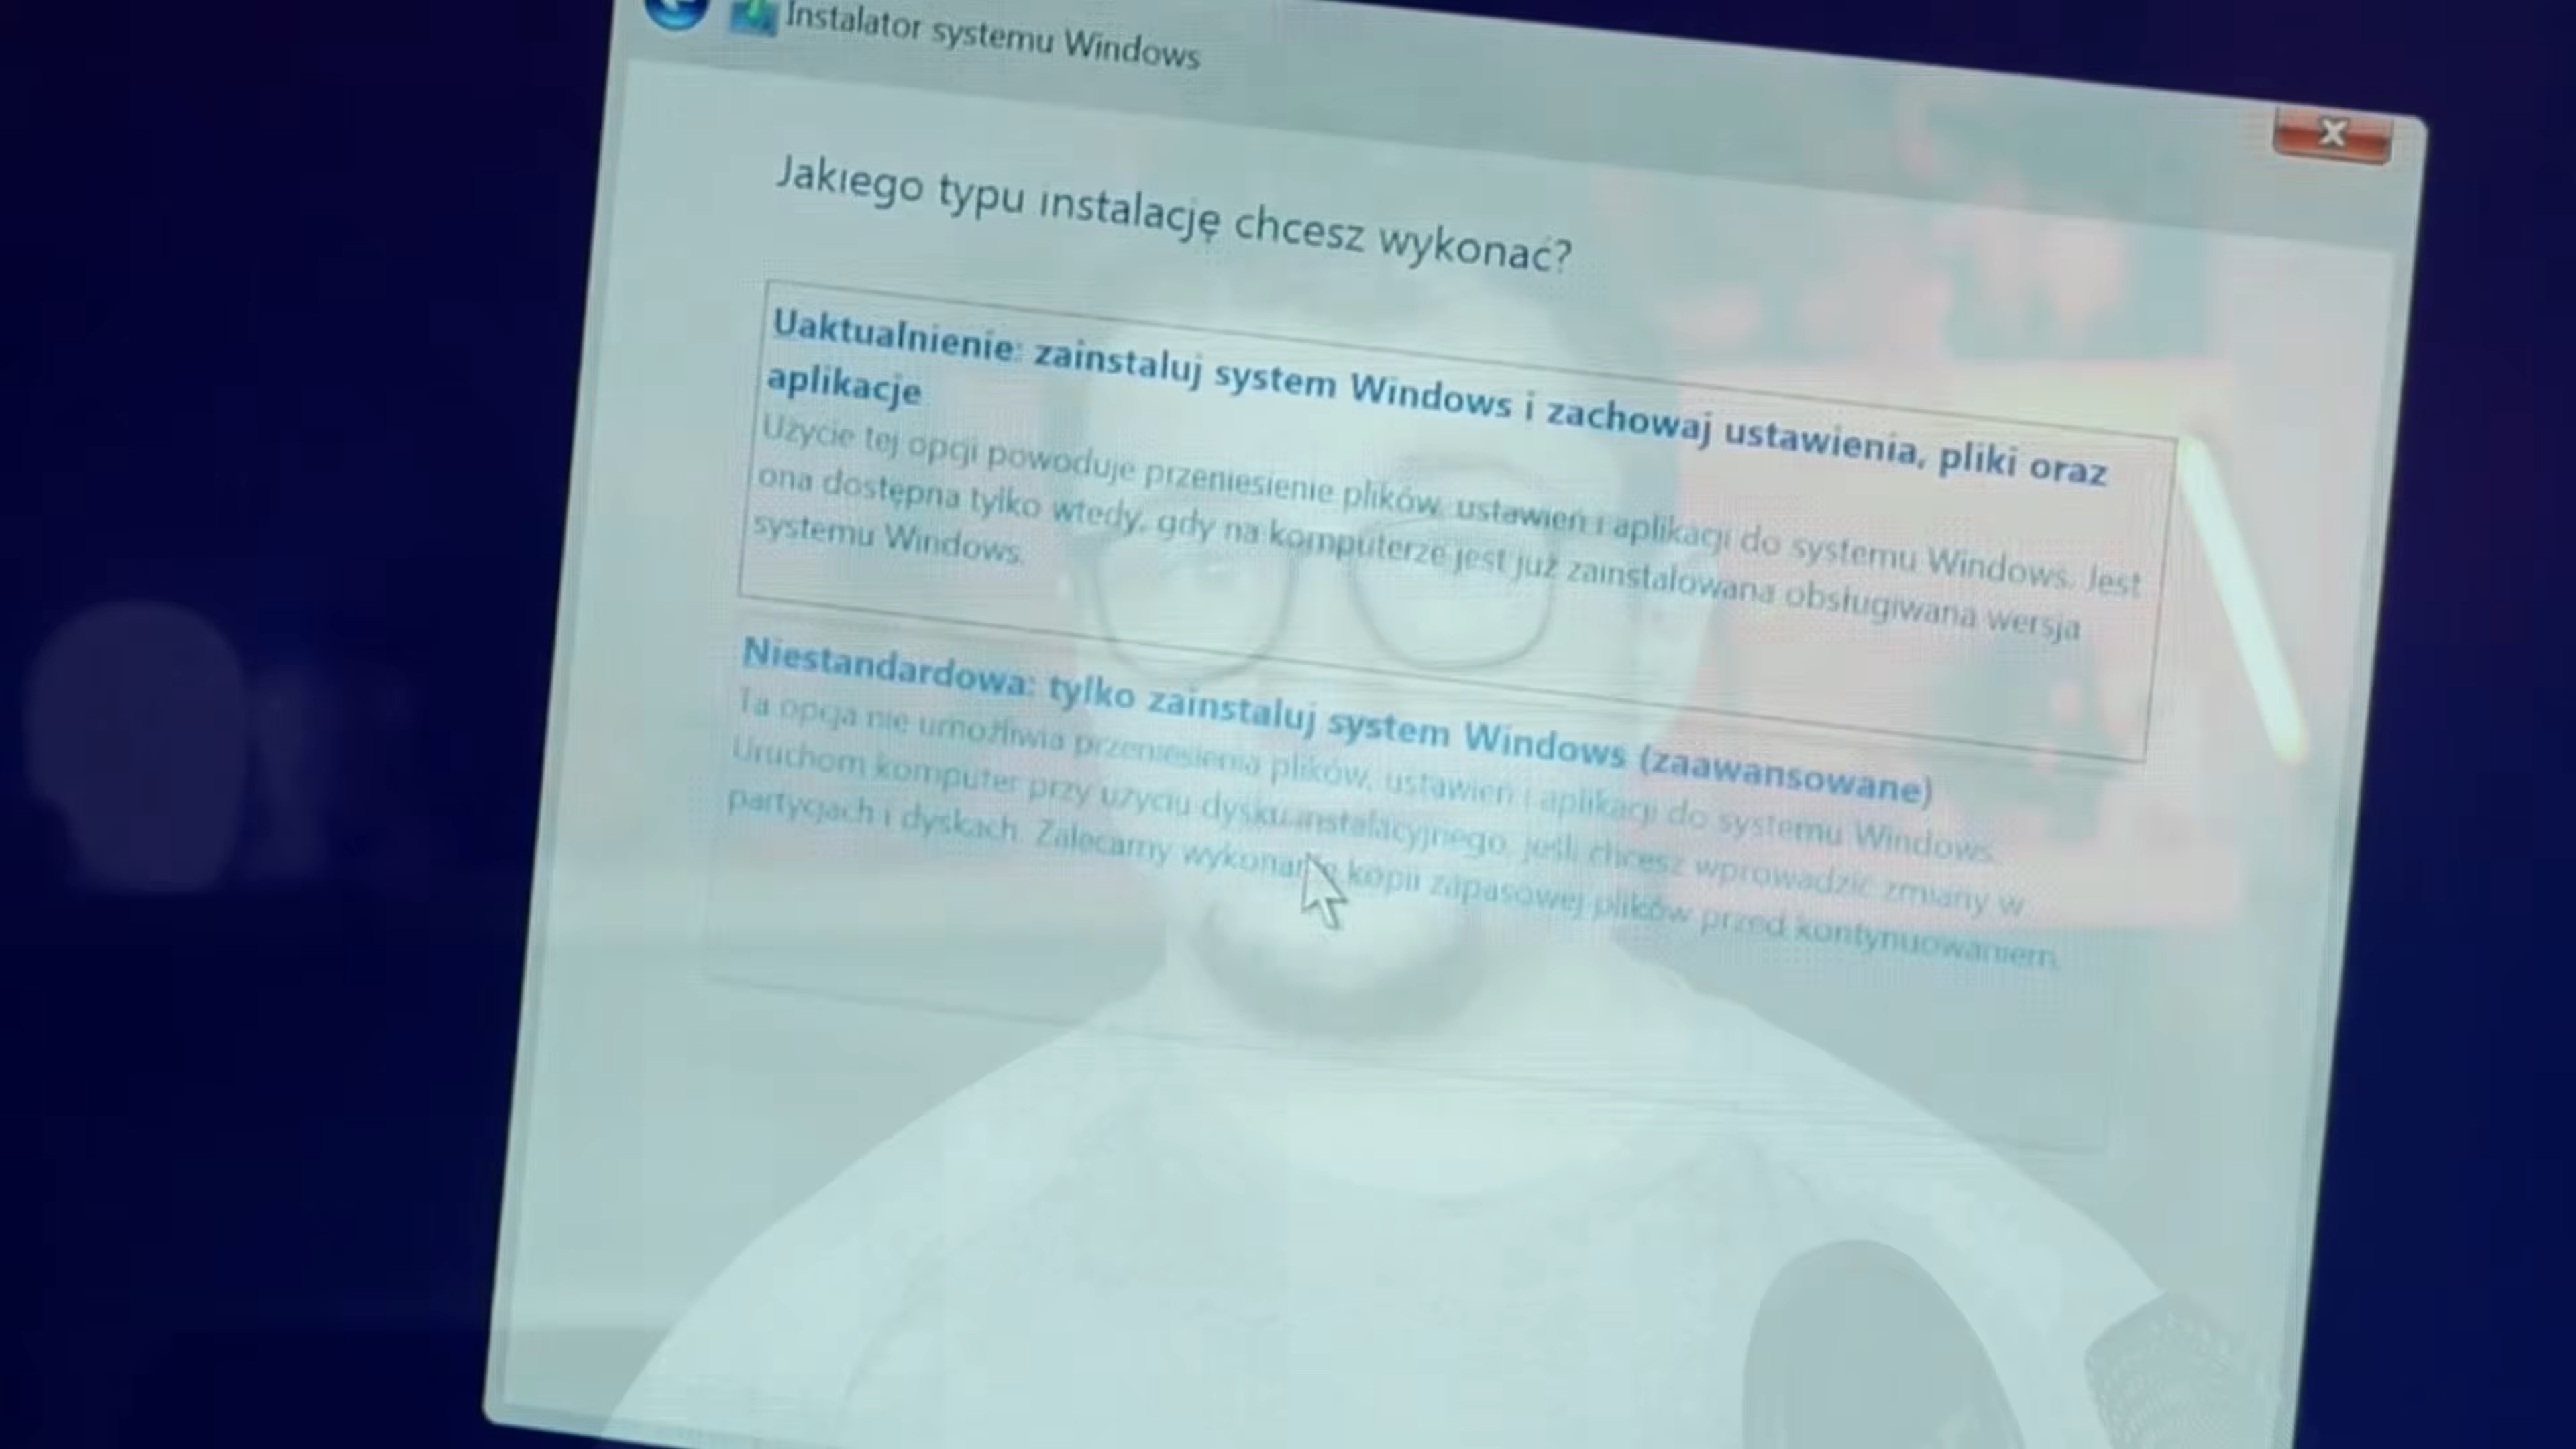 Instalator systemu Windows
Jakiego typu instalację chcesz wykonać?
Uaktualnienie: zainstaluj system Windows i zachowaj ustawienia, pliki oraz
aplikacje
Użycie tej opcji powoduje przeniesienie plików, ustawień i aplikacji do systemu Windows. Jest
ona dostępna tylko wtedy, gdy na komputerze jest już zainstalowana obsługiwana wersja
systemu Windows.
Niestandardowa: tylko zainstaluj system Windows (zaawansowane)
Ta opcja nie umożliwia przeniesienia plików, ustawień i aplikacji do systemu Windows.
Uruchom komputer przy użyciu dysku instalacyjnego, jeśli chcesz wprowadzić zmiany w
partycjach i dyskach. Zalecamy wykonanie kopii zapasowej plików przed kontynuowaniem.